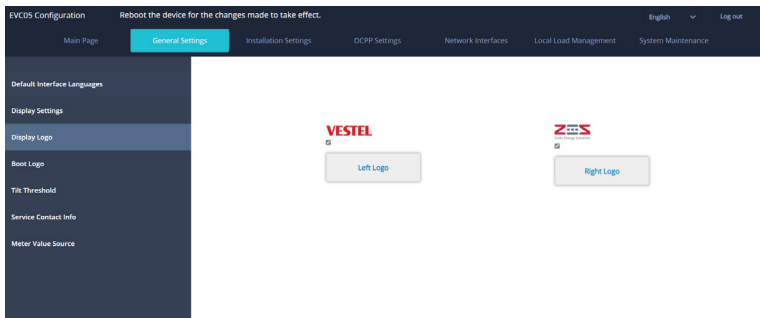 EVC05 Configuration Reboot the device for the changes made to take effect. English Log out
Main Page General Settings Installation Settings OCPP Settings Network Interfaces Local Load Management System Maintenance
Default Interface Languages
Display Settings
Display Logo
Boot Logo
Tilt Threshold
Service Contact Info
Meter Value Source
VESTEL
Left Logo
ZES
Right Logo